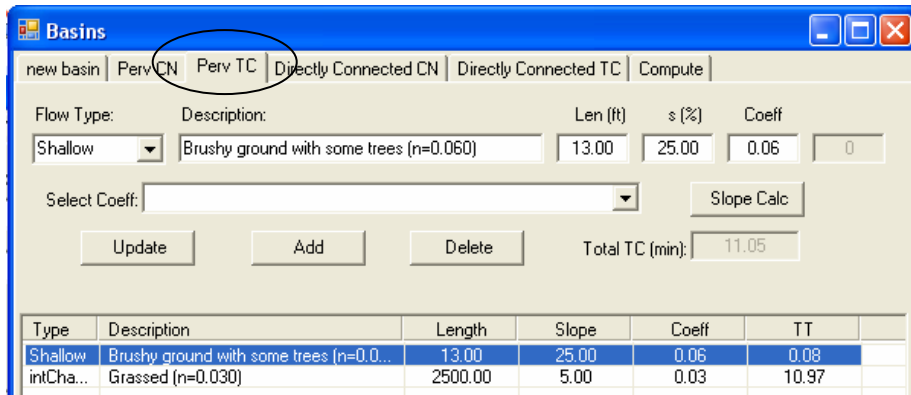 Basins
new basin Perv CN Perv TC Directly Connected CN Directly Connected TC Compute
Flow Type: Description: Len (ft) s (%) Coeff
Shallow Brushy ground with some trees (n=0.060) 13.00 25.00 0.06 0
Select Coeff: Slope Calc
Update Add Delete Total TC (min): 11.05
Type Description Length Slope Coeff TT
Shallow Brushy ground with some trees (n=0.0... 13.00 25.00 0.06 0.08
intCha... Grassed (n=0.030) 2500.00 5.00 0.03 10.97